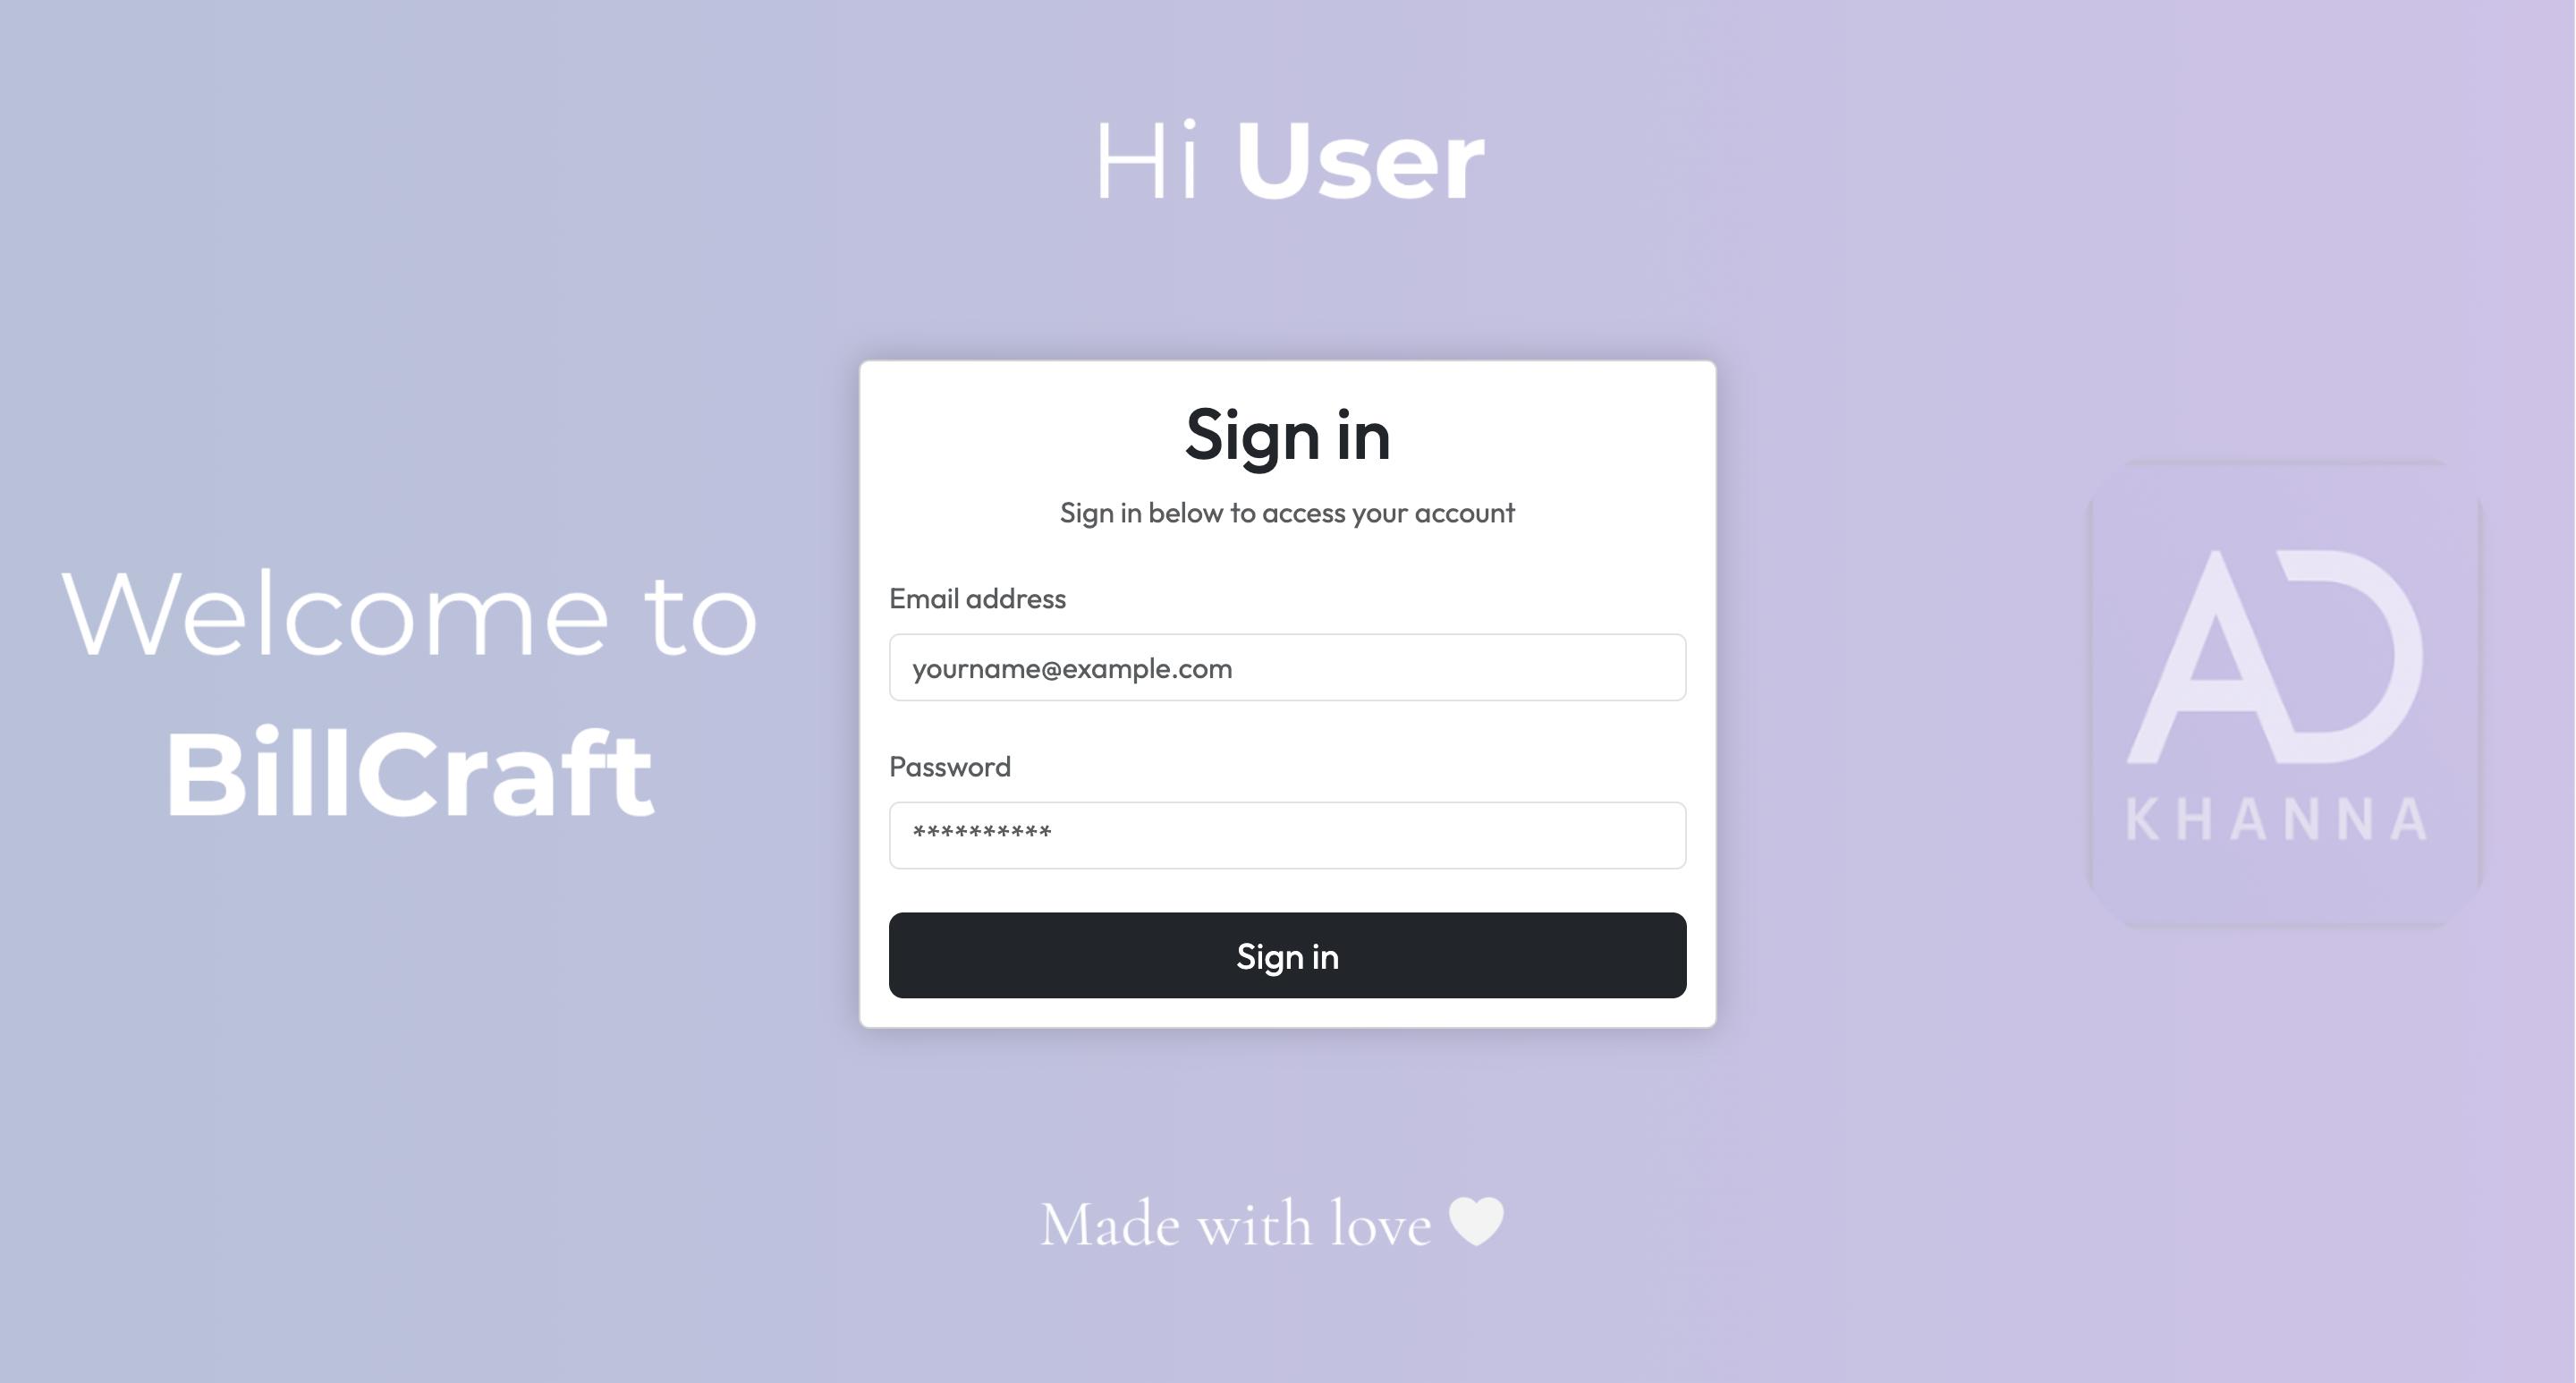 Hi User
Welcome to
BillCraft
Sign in
Sign in below to access your account
Email address
yourname@example.com
Password
**********
Sign in
AD
KHANNA
Made with love